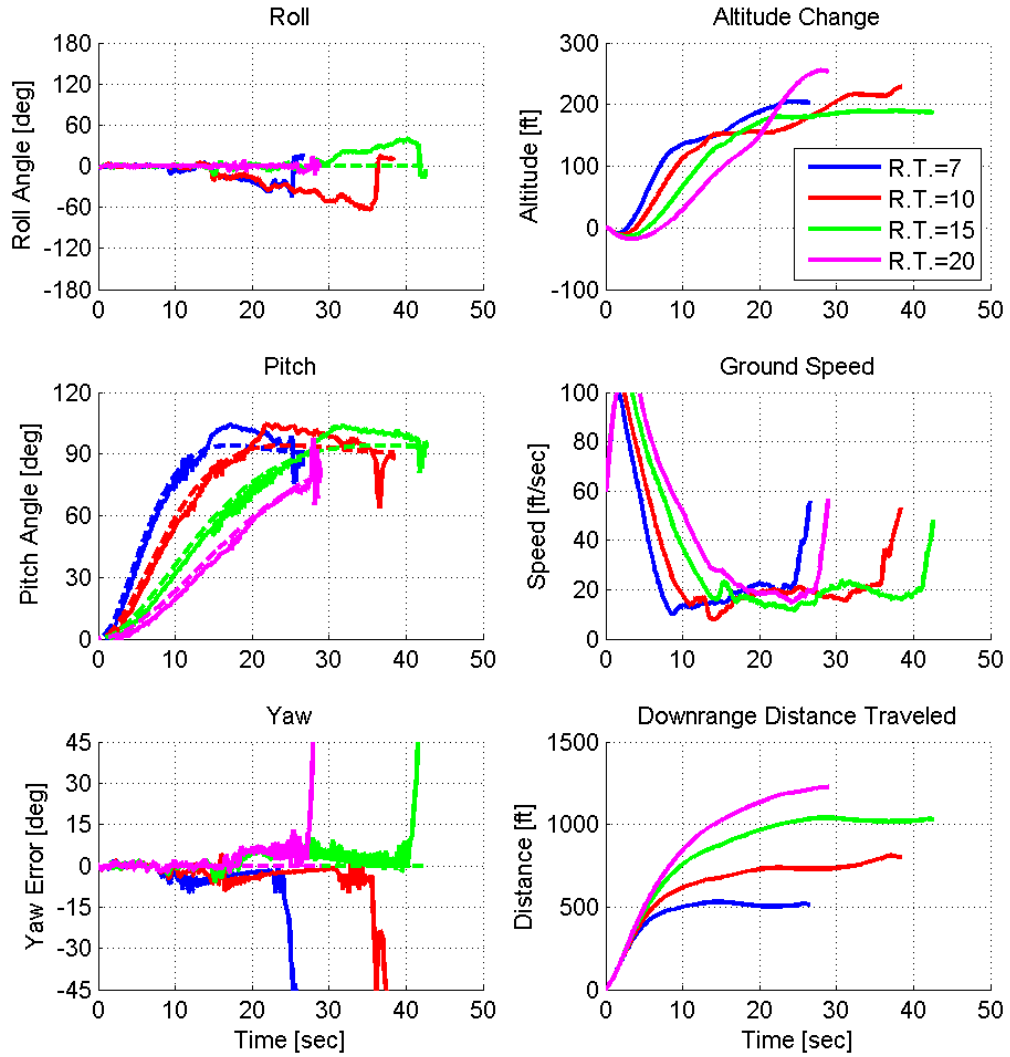 Roll
Roll Angle [deg]
180
120
60
0
-60
-120
-180
0 10 20 30 40 50
Altitude Change
Altitude [ft]
300
200
100
0
-100
0 10 20 30 40 50
R.T.=7
R.T.=10
R.T.=15
R.T.=20
Pitch
Pitch Angle [deg]
120
90
60
30
0
0 10 20 30 40 50
Ground Speed
Speed [ft/sec]
100
80
60
40
20
0
0 10 20 30 40 50
Yaw
Yaw Error [deg]
45
30
15
0
-15
-30
-45
0 10 20 30 40 50
Time [sec]
Downrange Distance Traveled
Distance [ft]
1500
1000
500
0
0 10 20 30 40 50
Time [sec]